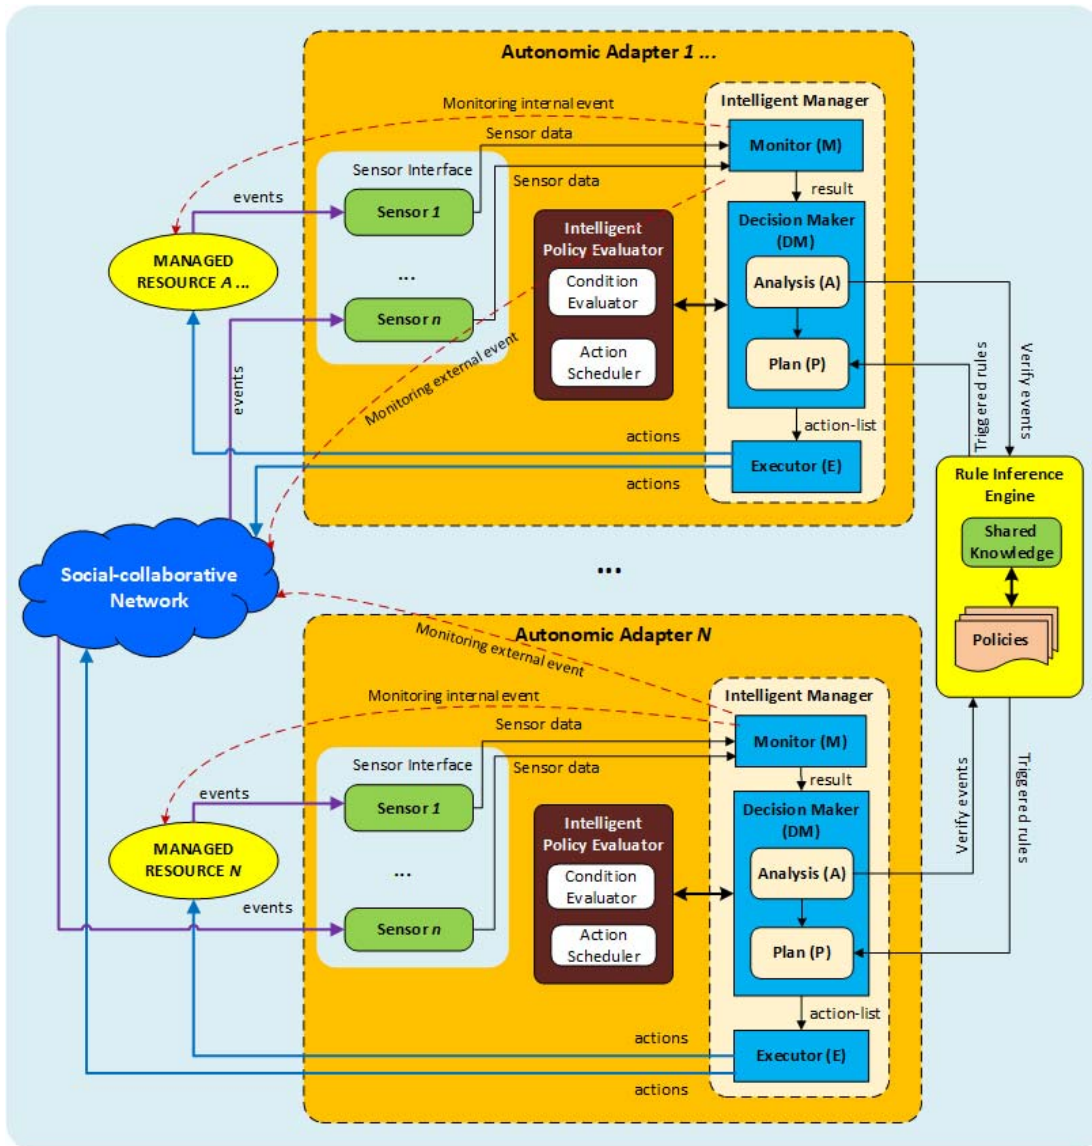 Autonomic Adapter 1 ...
Monitoring internal event
Intelligent Manager
Sensor data
Monitor (M)
Sensor Interface
Sensor data
result
events
Sensor 1
Intelligent
Policy Evaluator
Decision Maker
(DM)
MANAGED
RESOURCE A ...
...
Condition
Evaluator
Analysis (A)
Sensor n
Action
Scheduler
Plan (P)
events
Monitoring external event
Triggered rules
Verify events
action-list
actions
Executor (E)
actions
Rule Inference
Engine
Shared
Knowledge
Policies
Social-collaborative
Network
...
Autonomic Adapter N
Monitoring external event
Monitoring internal event
Intelligent Manager
Sensor data
Monitor (M)
Sensor Interface
Sensor data
result
events
Sensor 1
Intelligent
Policy Evaluator
Decision Maker
(DM)
MANAGED
RESOURCE N
...
Condition
Evaluator
Analysis (A)
events
Sensor n
Action
Scheduler
Plan (P)
Verify events
Triggered rules
action-list
actions
Executor (E)
actions